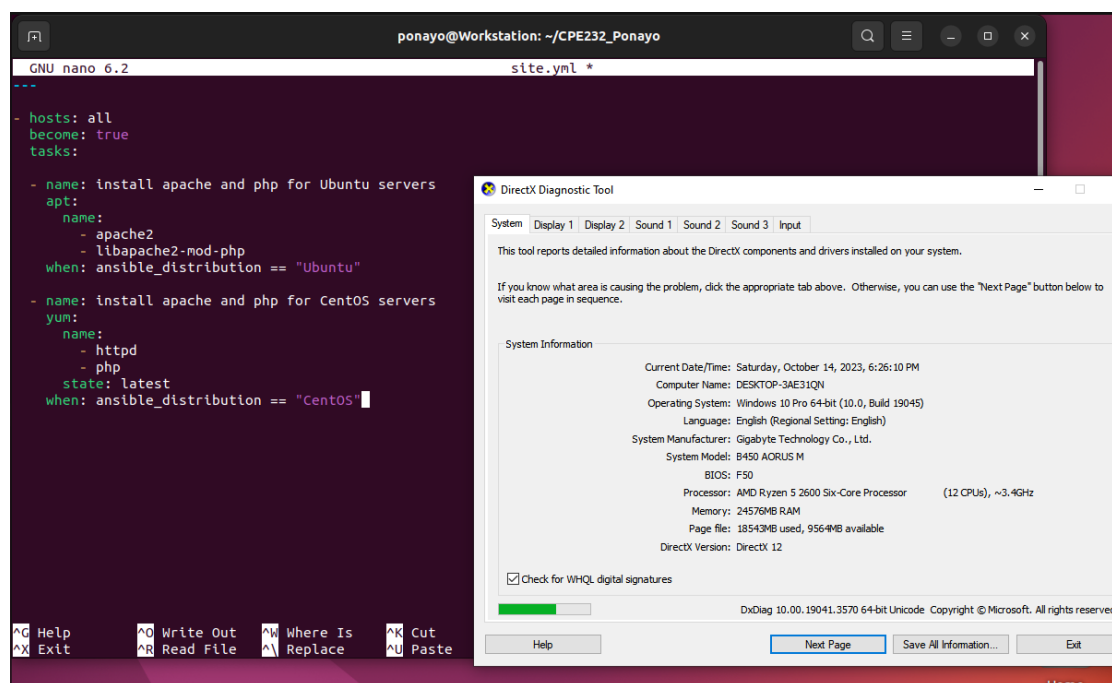 ponayo@Workstation: ~/CPE232_Ponayo
GNU nano 6.2 site.yml *
---
- hosts: all
become: true
tasks:
- name: install apache and php for Ubuntu servers
apt:
name:
- apache2
- libapache2-mod-php
when: ansible_distribution == "Ubuntu"
- name: install apache and php for CentOS servers
yum:
name:
- httpd
- php
state: latest
when: ansible_distribution == "CentOS"
^G Help ^O Write Out ^W Where Is ^K Cut
^X Exit ^R Read File ^\ Replace ^U Paste
DirectX Diagnostic Tool
System Display 1 Display 2 Sound 1 Sound 2 Sound 3 Input
This tool reports detailed information about the DirectX components and drivers installed on your system.
If you know what area is causing the problem, click the appropriate tab above. Otherwise, you can use the "Next Page" button below to
visit each page in sequence.
System Information
Current Date/Time: Saturday, October 14, 2023, 6:26:10 PM
Computer Name: DESKTOP-3AE31QN
Operating System: Windows 10 Pro 64-bit (10.0, Build 19045)
Language: English (Regional Setting: English)
System Manufacturer: Gigabyte Technology Co., Ltd.
System Model: B450 AORUS M
BIOS: F50
Processor: AMD Ryzen 5 2600 Six-Core Processor (12 CPUs), ~3.4GHz
Memory: 24576MB RAM
Page file: 18543MB used, 9564MB available
DirectX Version: DirectX 12
Check for WHQL digital signatures
DxDiag 10.00.19041.3570 64-bit Unicode Copyright © Microsoft. All rights reserve
Help Next Page Save All Information... Exit